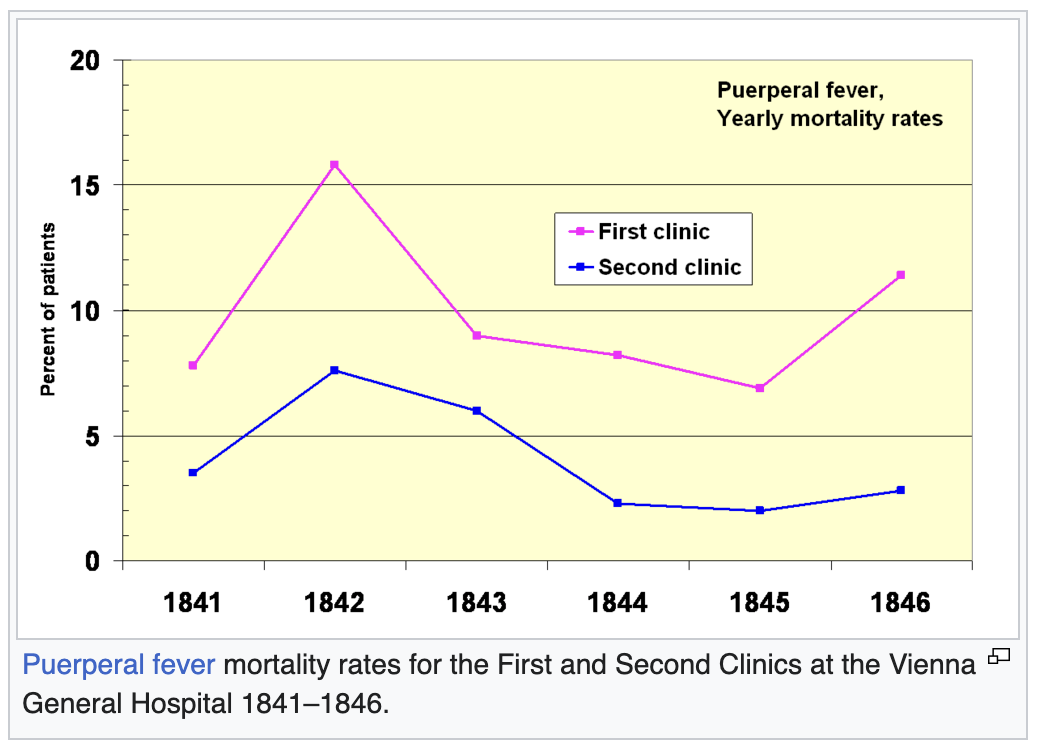 Puerperal fever,
Yearly mortality rates
Percent of patients
20
15
10
5
0
First clinic
Second clinic
1841 1842 1843 1844 1845 1846
Puerperal fever mortality rates for the First and Second Clinics at the Vienna
General Hospital 1841–1846.